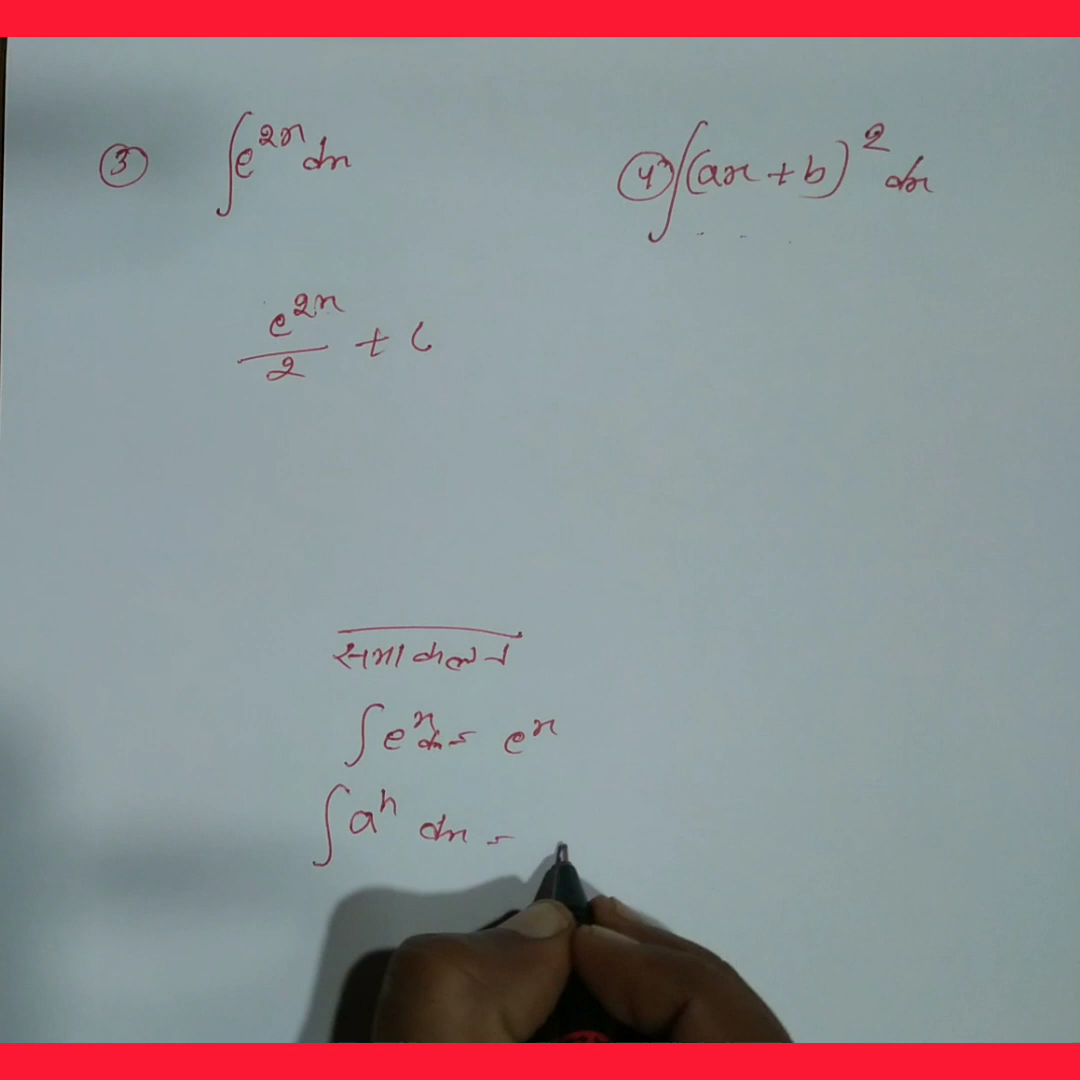 ③ ∫e^{2x} dx
④ ∫(ax+b)^2 dx
e^{2x}/2 + c
समाकलन
∫e^x dx = e^x
∫a^n dx =